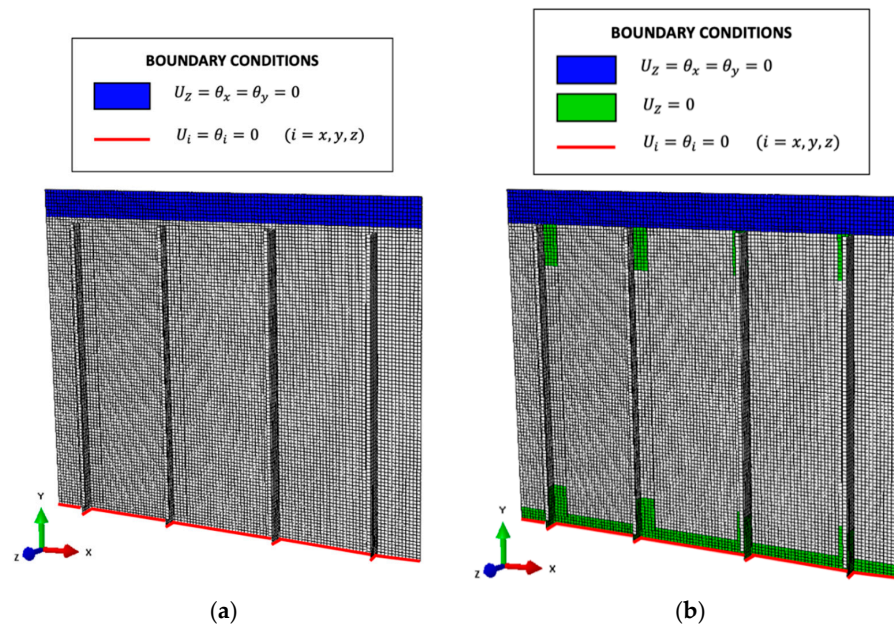 BOUNDARY CONDITIONS
U_Z = θ_x = θ_y = 0
U_i = θ_i = 0 (i = x, y, z)
Y
Z
X
(a)
BOUNDARY CONDITIONS
U_Z = θ_x = θ_y = 0
U_Z = 0
U_i = θ_i = 0 (i = x, y, z)
Y
Z
X
(b)